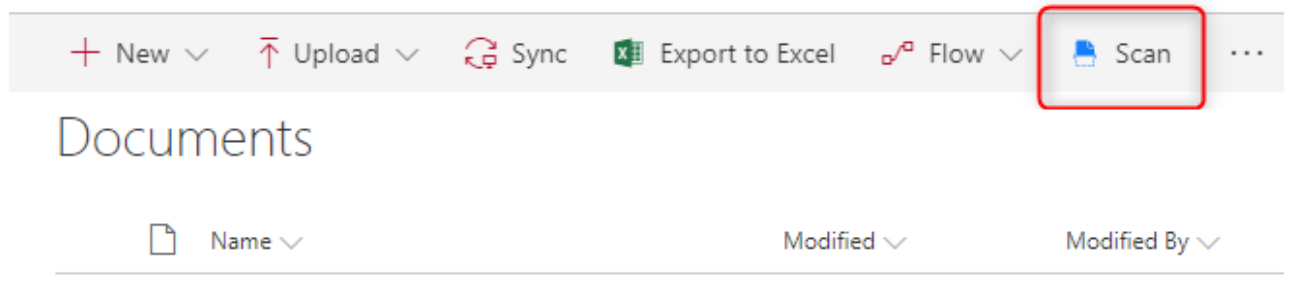 New Upload Sync Export to Excel Flow Scan ...
Documents
Name Modified Modified By